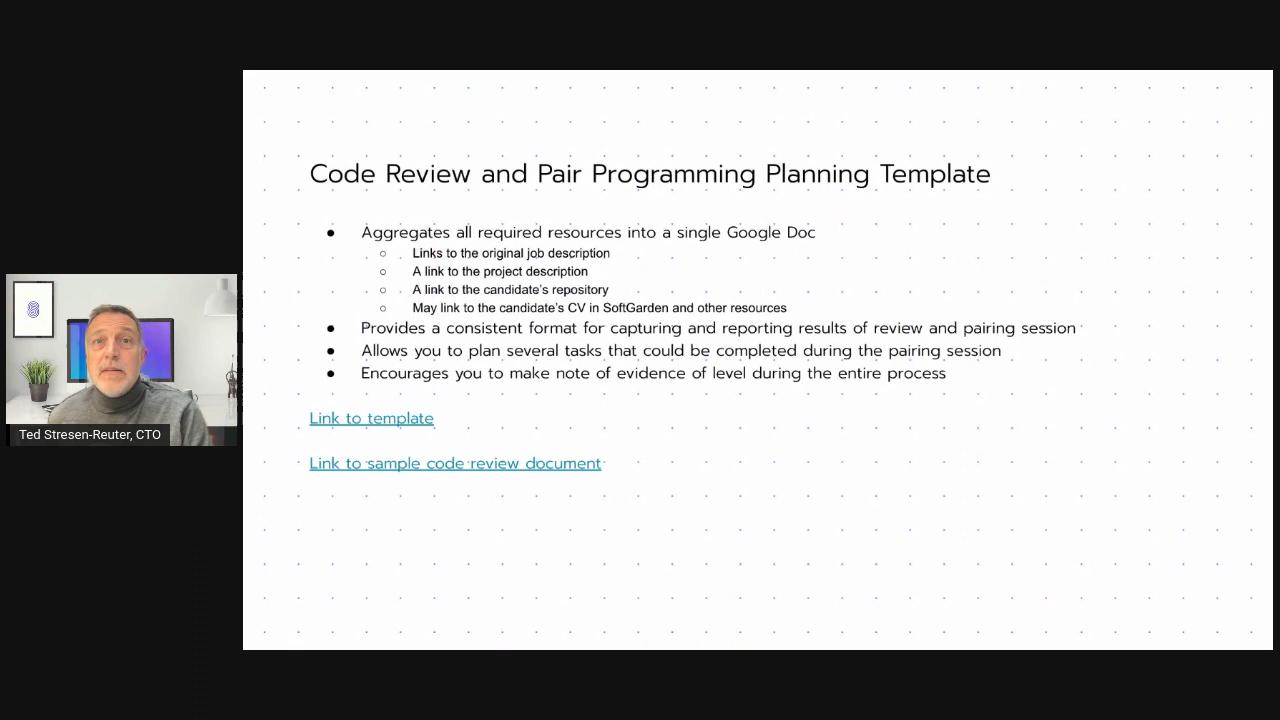 Code Review and Pair Programming Planning Template
● Aggregates all required resources into a single Google Doc
○ Links to the original job description
○ A link to the project description
○ A link to the candidate's repository
○ May link to the candidate's CV in SoftGarden and other resources
● Provides a consistent format for capturing and reporting results of review and pairing session
● Allows you to plan several tasks that could be completed during the pairing session
● Encourages you to make note of evidence of level during the entire process
Link to template
Link to sample code review document
Ted Stresen-Reuter, CTO